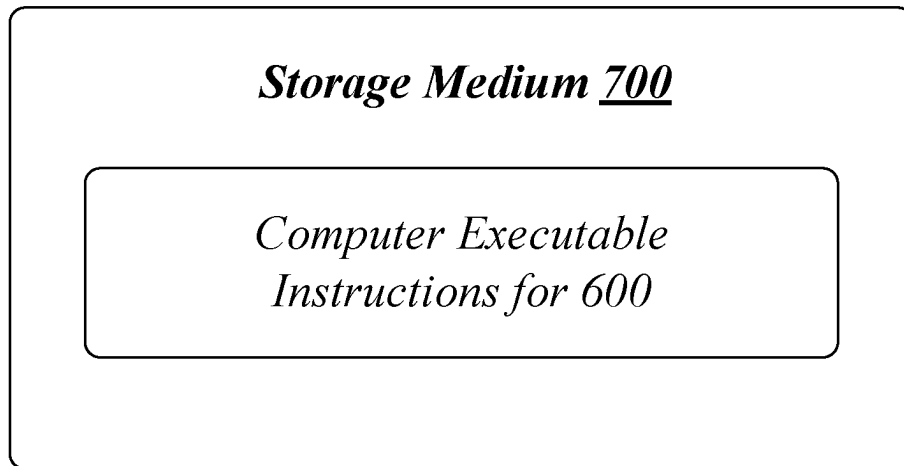 Storage Medium 700
Computer Executable
Instructions for 600